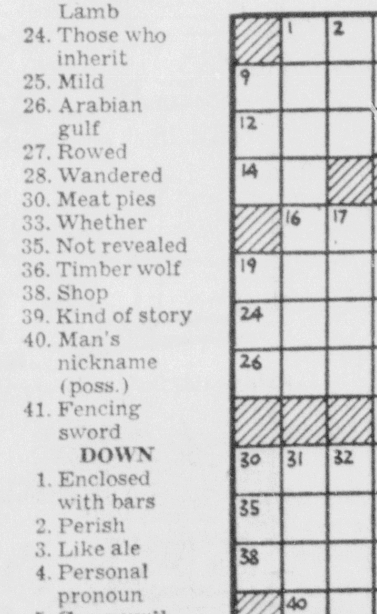 Lamb
24. Those who
inherit
25. Mild
26. Arabian
gulf
27. Rowed
28. Wandered
30. Meat pies
33. Whether
35. Not revealed
36. Timber wolf
38. Shop
39. Kind of story
40. Man's
nickname
(poss.)
41. Fencing
sword
DOWN
1. Enclosed
with bars
2. Perish
3. Like ale
4. Personal
pronoun
1 2
9
12
14
16 17
19
24
26
30 31 32
35
38
40